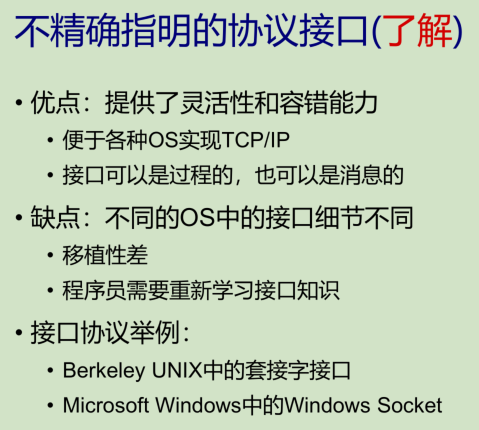 不精确指明的协议接口(了解)
• 优点：提供了灵活性和容错能力
• 便于各种OS实现TCP/IP
• 接口可以是过程的，也可以是消息的
• 缺点：不同的OS中的接口细节不同
• 移植性差
• 程序员需要重新学习接口知识
• 接口协议举例：
• Berkeley UNIX中的套接字接口
• Microsoft Windows中的Windows Socket